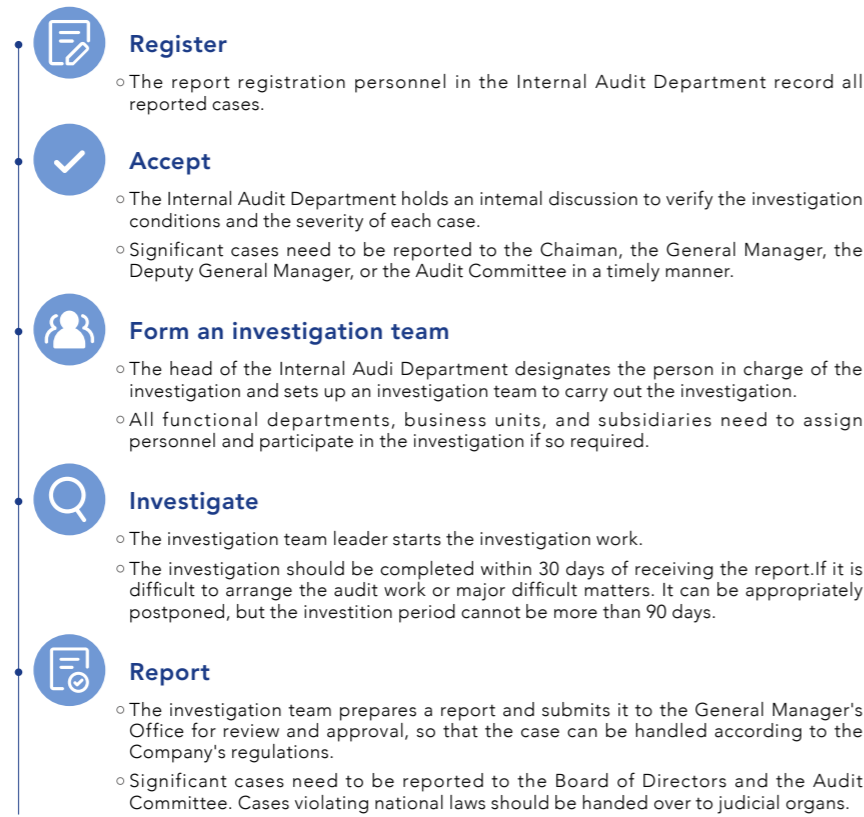 Register
○ The report registration personnel in the Internal Audit Department record all
reported cases.
Accept
○ The Internal Audit Department holds an intemal discussion to verify the investigation
conditions and the severity of each case.
○ Significant cases need to be reported to the Chaiman, the General Manager, the
Deputy General Manager, or the Audit Committee in a timely manner.
Form an investigation team
○ The head of the Internal Audi Department designates the person in charge of the
investigation and sets up an investigation team to carry out the investigation.
○ All functional departments, business units, and subsidiaries need to assign
personnel and participate in the investigation if so required.
Investigate
○ The investigation team leader starts the investigation work.
○ The investigation should be completed within 30 days of receiving the report.If it is
difficult to arrange the audit work or major difficult matters. It can be appropriately
postponed, but the investition period cannot be more than 90 days.
Report
○ The investigation team prepares a report and submits it to the General Manager's
Office for review and approval, so that the case can be handled according to the
Company's regulations.
○ Significant cases need to be reported to the Board of Directors and the Audit
Committee. Cases violating national laws should be handed over to judicial organs.